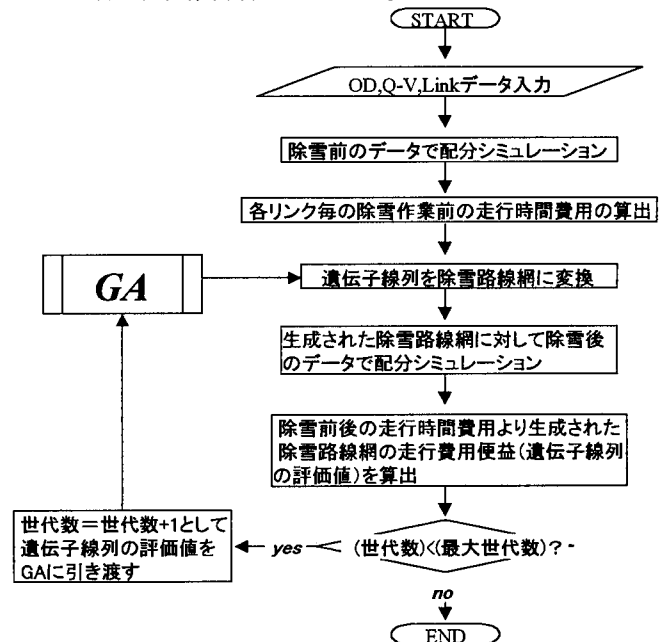 START
OD,Q-V,Linkデータ入力
除雪前のデータで配分シミュレーション
各リンク毎の除雪作業前の走行時間費用の算出
GA
遺伝子線列を除雪路線網に変換
生成された除雪路線網に対して除雪後
のデータで配分シミュレーション
除雪前後の走行時間費用より生成された
除雪路線網の走行費用便益(遺伝子線列
の評価値)を算出
世代数=世代数+1として
遺伝子線列の評価値を
GAに引き渡す
yes
(世代数)<(最大世代数)?
no
END